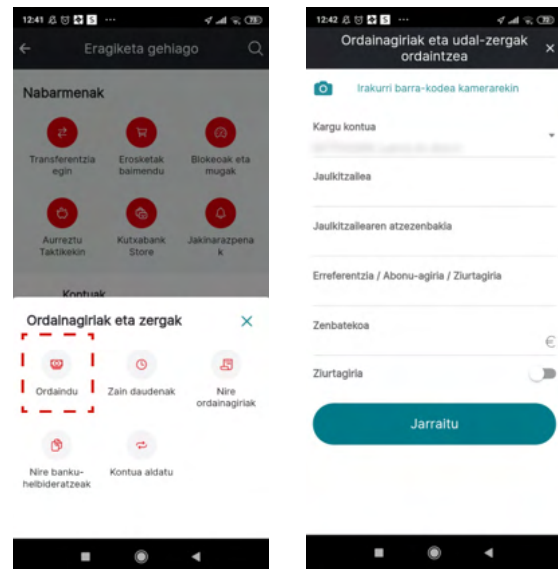 12:41 S ... 78
Eragiketa gehiago
Nabarmenak
Transferentzia
egin
Erosketak
baimendu
Blokeoak eta
mugak
Aurreztu
Taktikekin
Kutxabank
Store
Jakinarazpena
k
Kontuak
Ordainagiriak eta zergak
Ordaindu
Zain daudenak
Nire
ordainagiriak
Nire banku-
helbideratzeak
Kontua aldatu
12:42 S ...
Ordainagiriak eta udal-zergak
ordaintzea
Irakurri barra-kodea kamerarekin
Kargu kontua
Jaulkitzailea
Jaulkitzailearen atzezenbakia
Erreferentzia / Abonu-agiria / Ziurtagiria
Zenbatekoa
€
Ziurtagiria
Jarraitu